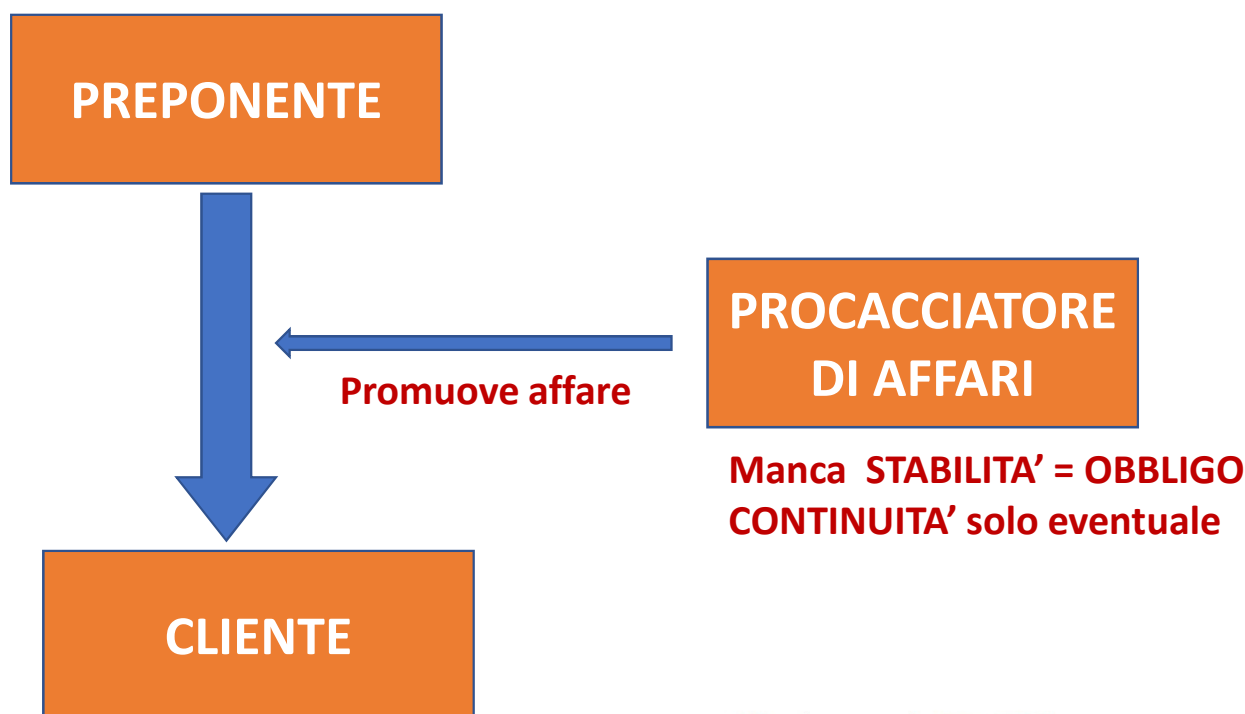 PREPONENTE
PROCACCIATORE
DI AFFARI
Promuove affare
Manca  STABILITA’ = OBBLIGO
CONTINUITA’ solo eventuale
CLIENTE